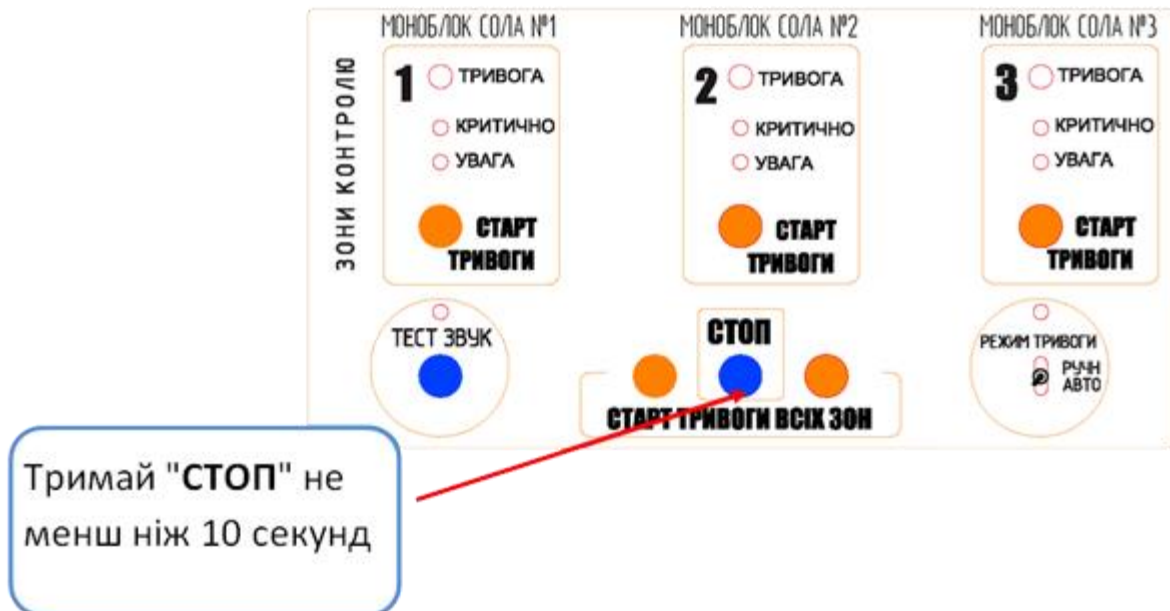 МОНОБЛОК СОЛА №1
МОНОБЛОК СОЛА №2
МОНОБЛОК СОЛА №3
ЗОНИ КОНТРОЛЮ
1
ТРИВОГА
КРИТИЧНО
УВАГА
СТАРТ
ТРИВОГИ
2
ТРИВОГА
КРИТИЧНО
УВАГА
СТАРТ
ТРИВОГИ
3
ТРИВОГА
КРИТИЧНО
УВАГА
СТАРТ
ТРИВОГИ
ТЕСТ ЗВУК
СТОП
СТАРТ ТРИВОГИ ВСІХ ЗОН
РЕЖИМ ТРИВОГИ
РУЧН
АВТО
Тримай "СТОП" не
менш ніж 10 секунд